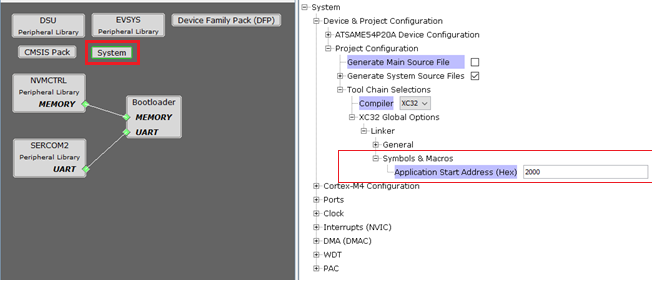 DSU
Peripheral Library
EVSYS
Peripheral Library
Device Family Pack (DFP)
CMSIS Pack
System
NVMCTRL
Peripheral Library
MEMORY
Bootloader
MEMORY
UART
SERCOM2
Peripheral Library
UART
System
Device & Project Configuration
ATSAME54P20A Device Configuration
Project Configuration
Generate Main Source File
Generate System Source Files
Tool Chain Selections
Compiler XC32
XC32 Global Options
Linker
General
Symbols & Macros
Application Start Address (Hex) 2000
Cortex-M4 Configuration
Ports
Clock
Interrupts (NVIC)
DMA (DMAC)
WDT
PAC